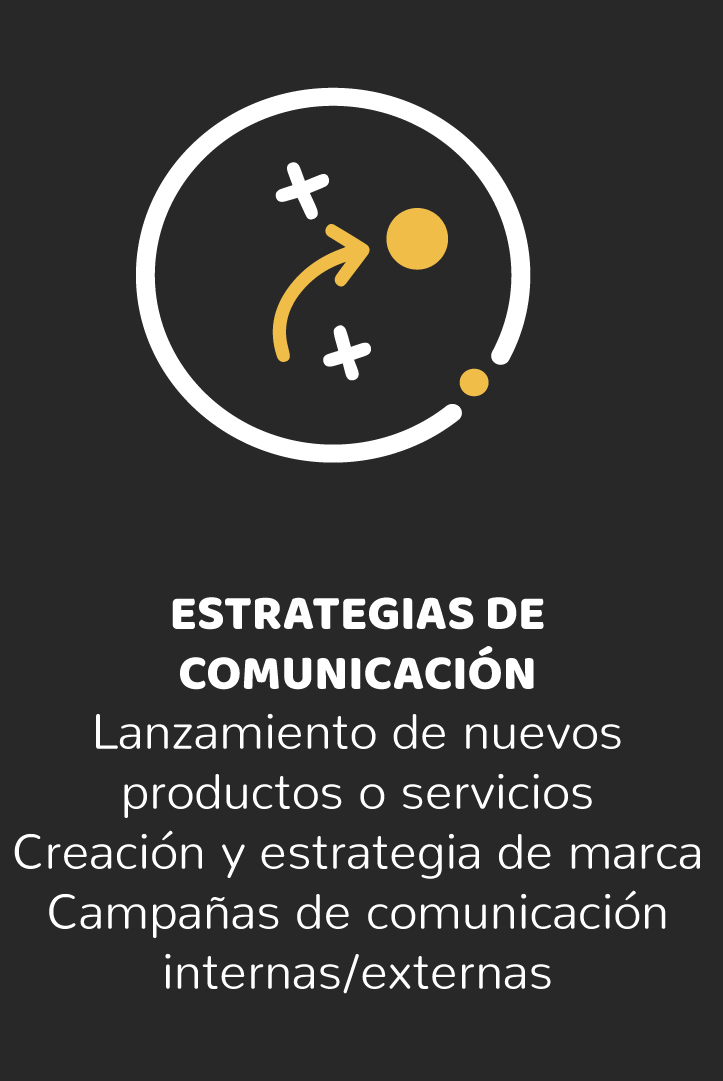 ESTRATEGIAS DE
COMUNICACIÓN
Lanzamiento de nuevos
productos o servicios
Creación y estrategia de marca
Campañas de comunicación
internas/externas